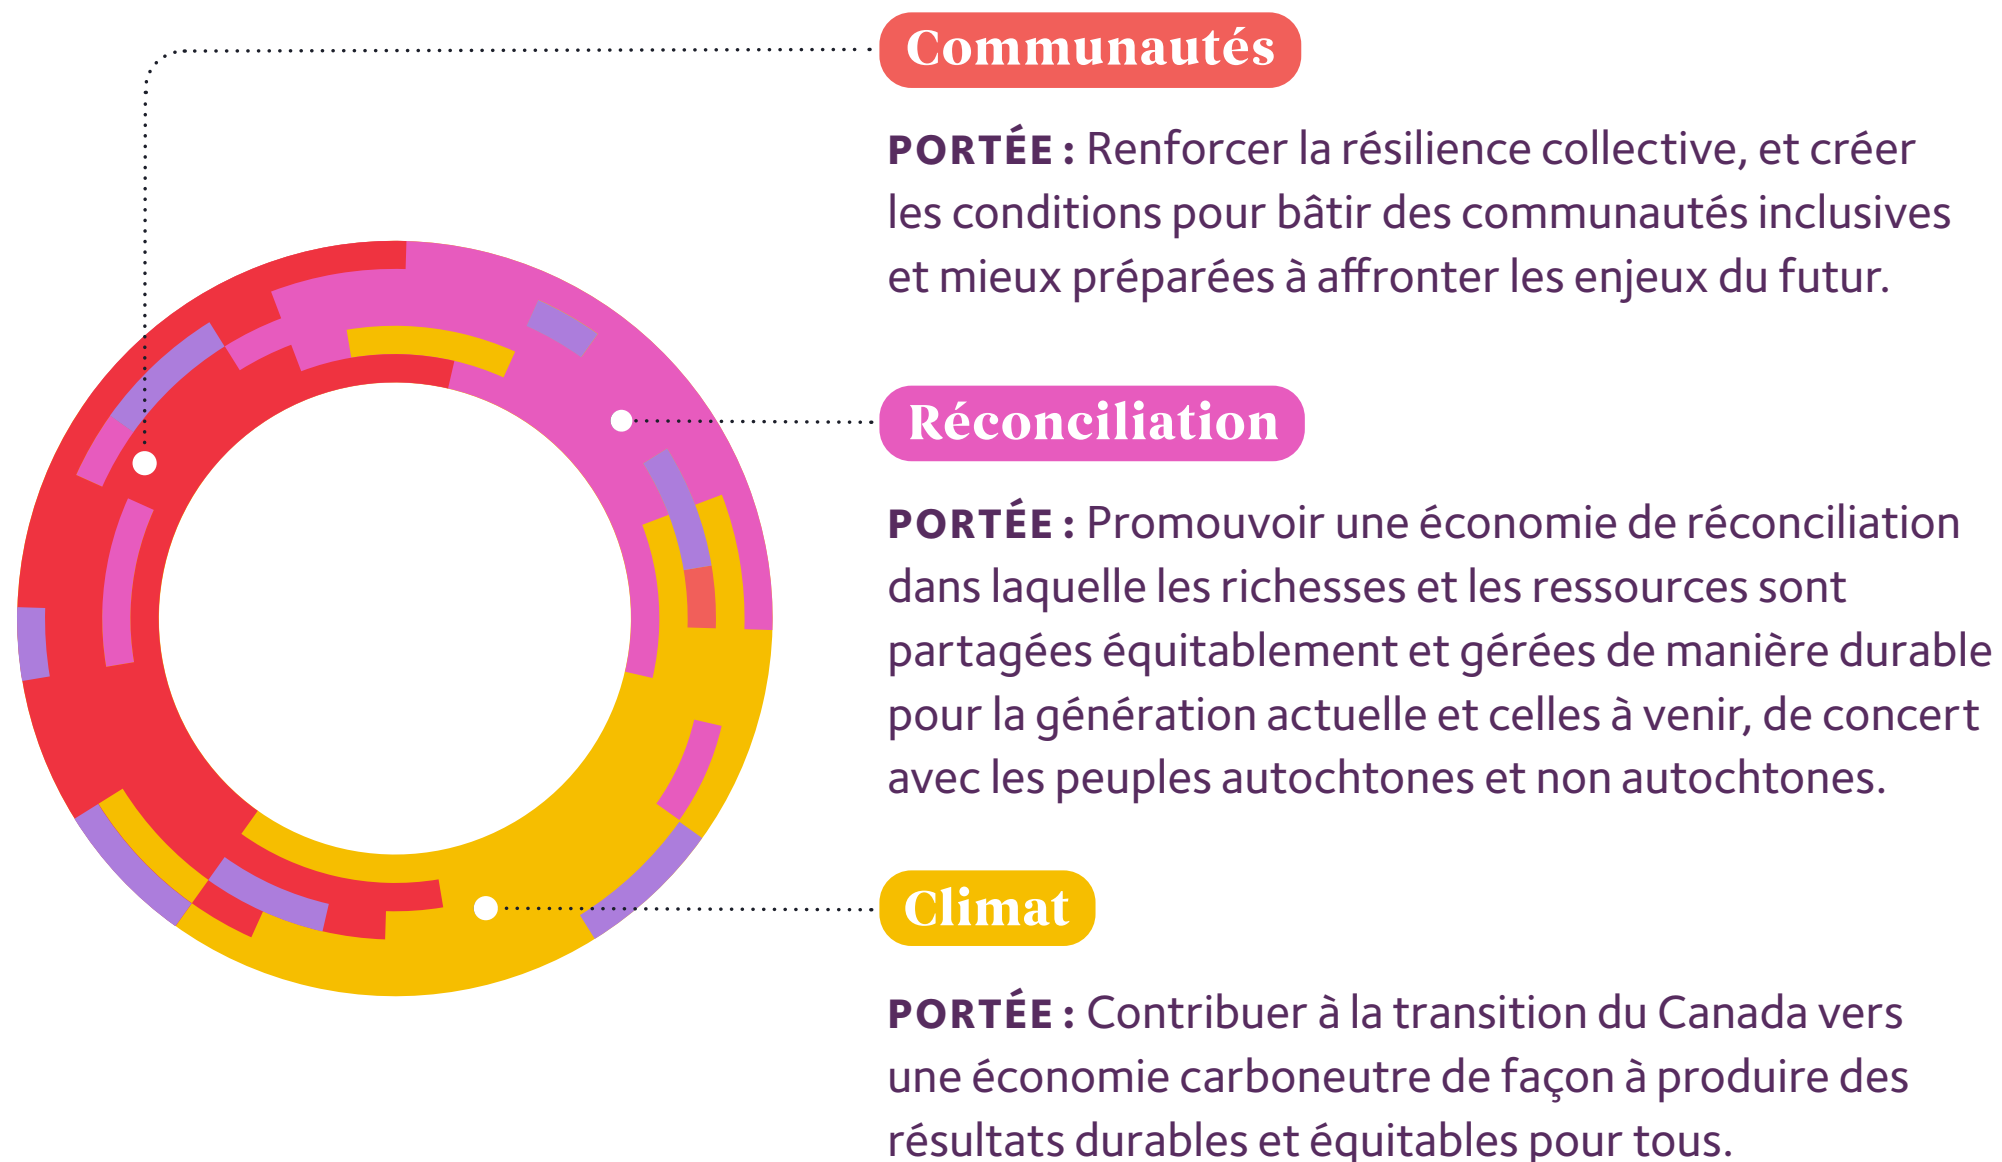 Communautés
PORTÉE : Renforcer la résilience collective, et créer
les conditions pour bâtir des communautés inclusives
et mieux préparées à affronter les enjeux du futur.
Réconciliation
PORTÉE : Promouvoir une économie de réconciliation
dans laquelle les richesses et les ressources sont
partagées équitablement et gérées de manière durable
pour la génération actuelle et celles à venir, de concert
avec les peuples autochtones et non autochtones.
Climat
PORTÉE : Contribuer à la transition du Canada vers
une économie carboneutre de façon à produire des
résultats durables et équitables pour tous.